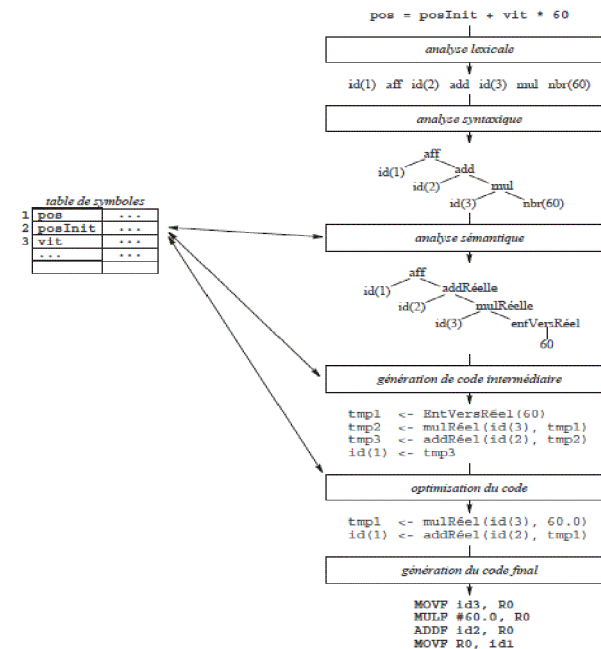 pos = posInit + vit * 60
analyse lexicale
id(1) aff id(2) add id(3) mul nbr(60)
analyse syntaxique
aff
id(1) add
id(2) mul
id(3) nbr(60)
table de symboles
1 pos ...
2 posInit ...
3 vit ...
... ...
analyse sémantique
aff
id(1) addRéelle
id(2) mulRéelle
id(3) entVersRéel
60
génération de code intermédiaire
tmp1 <- EntVersRéel(60)
tmp2 <- mulRéel(id(3), tmp1)
tmp3 <- addRéel(id(2), tmp2)
id(1) <- tmp3
optimisation du code
tmp1 <- mulRéel(id(3), 60.0)
id(1) <- addRéel(id(2), tmp1)
génération du code final
MOVF id3, R0
MULF #60.0, R0
ADDF id2, R0
MOVF R0, id1